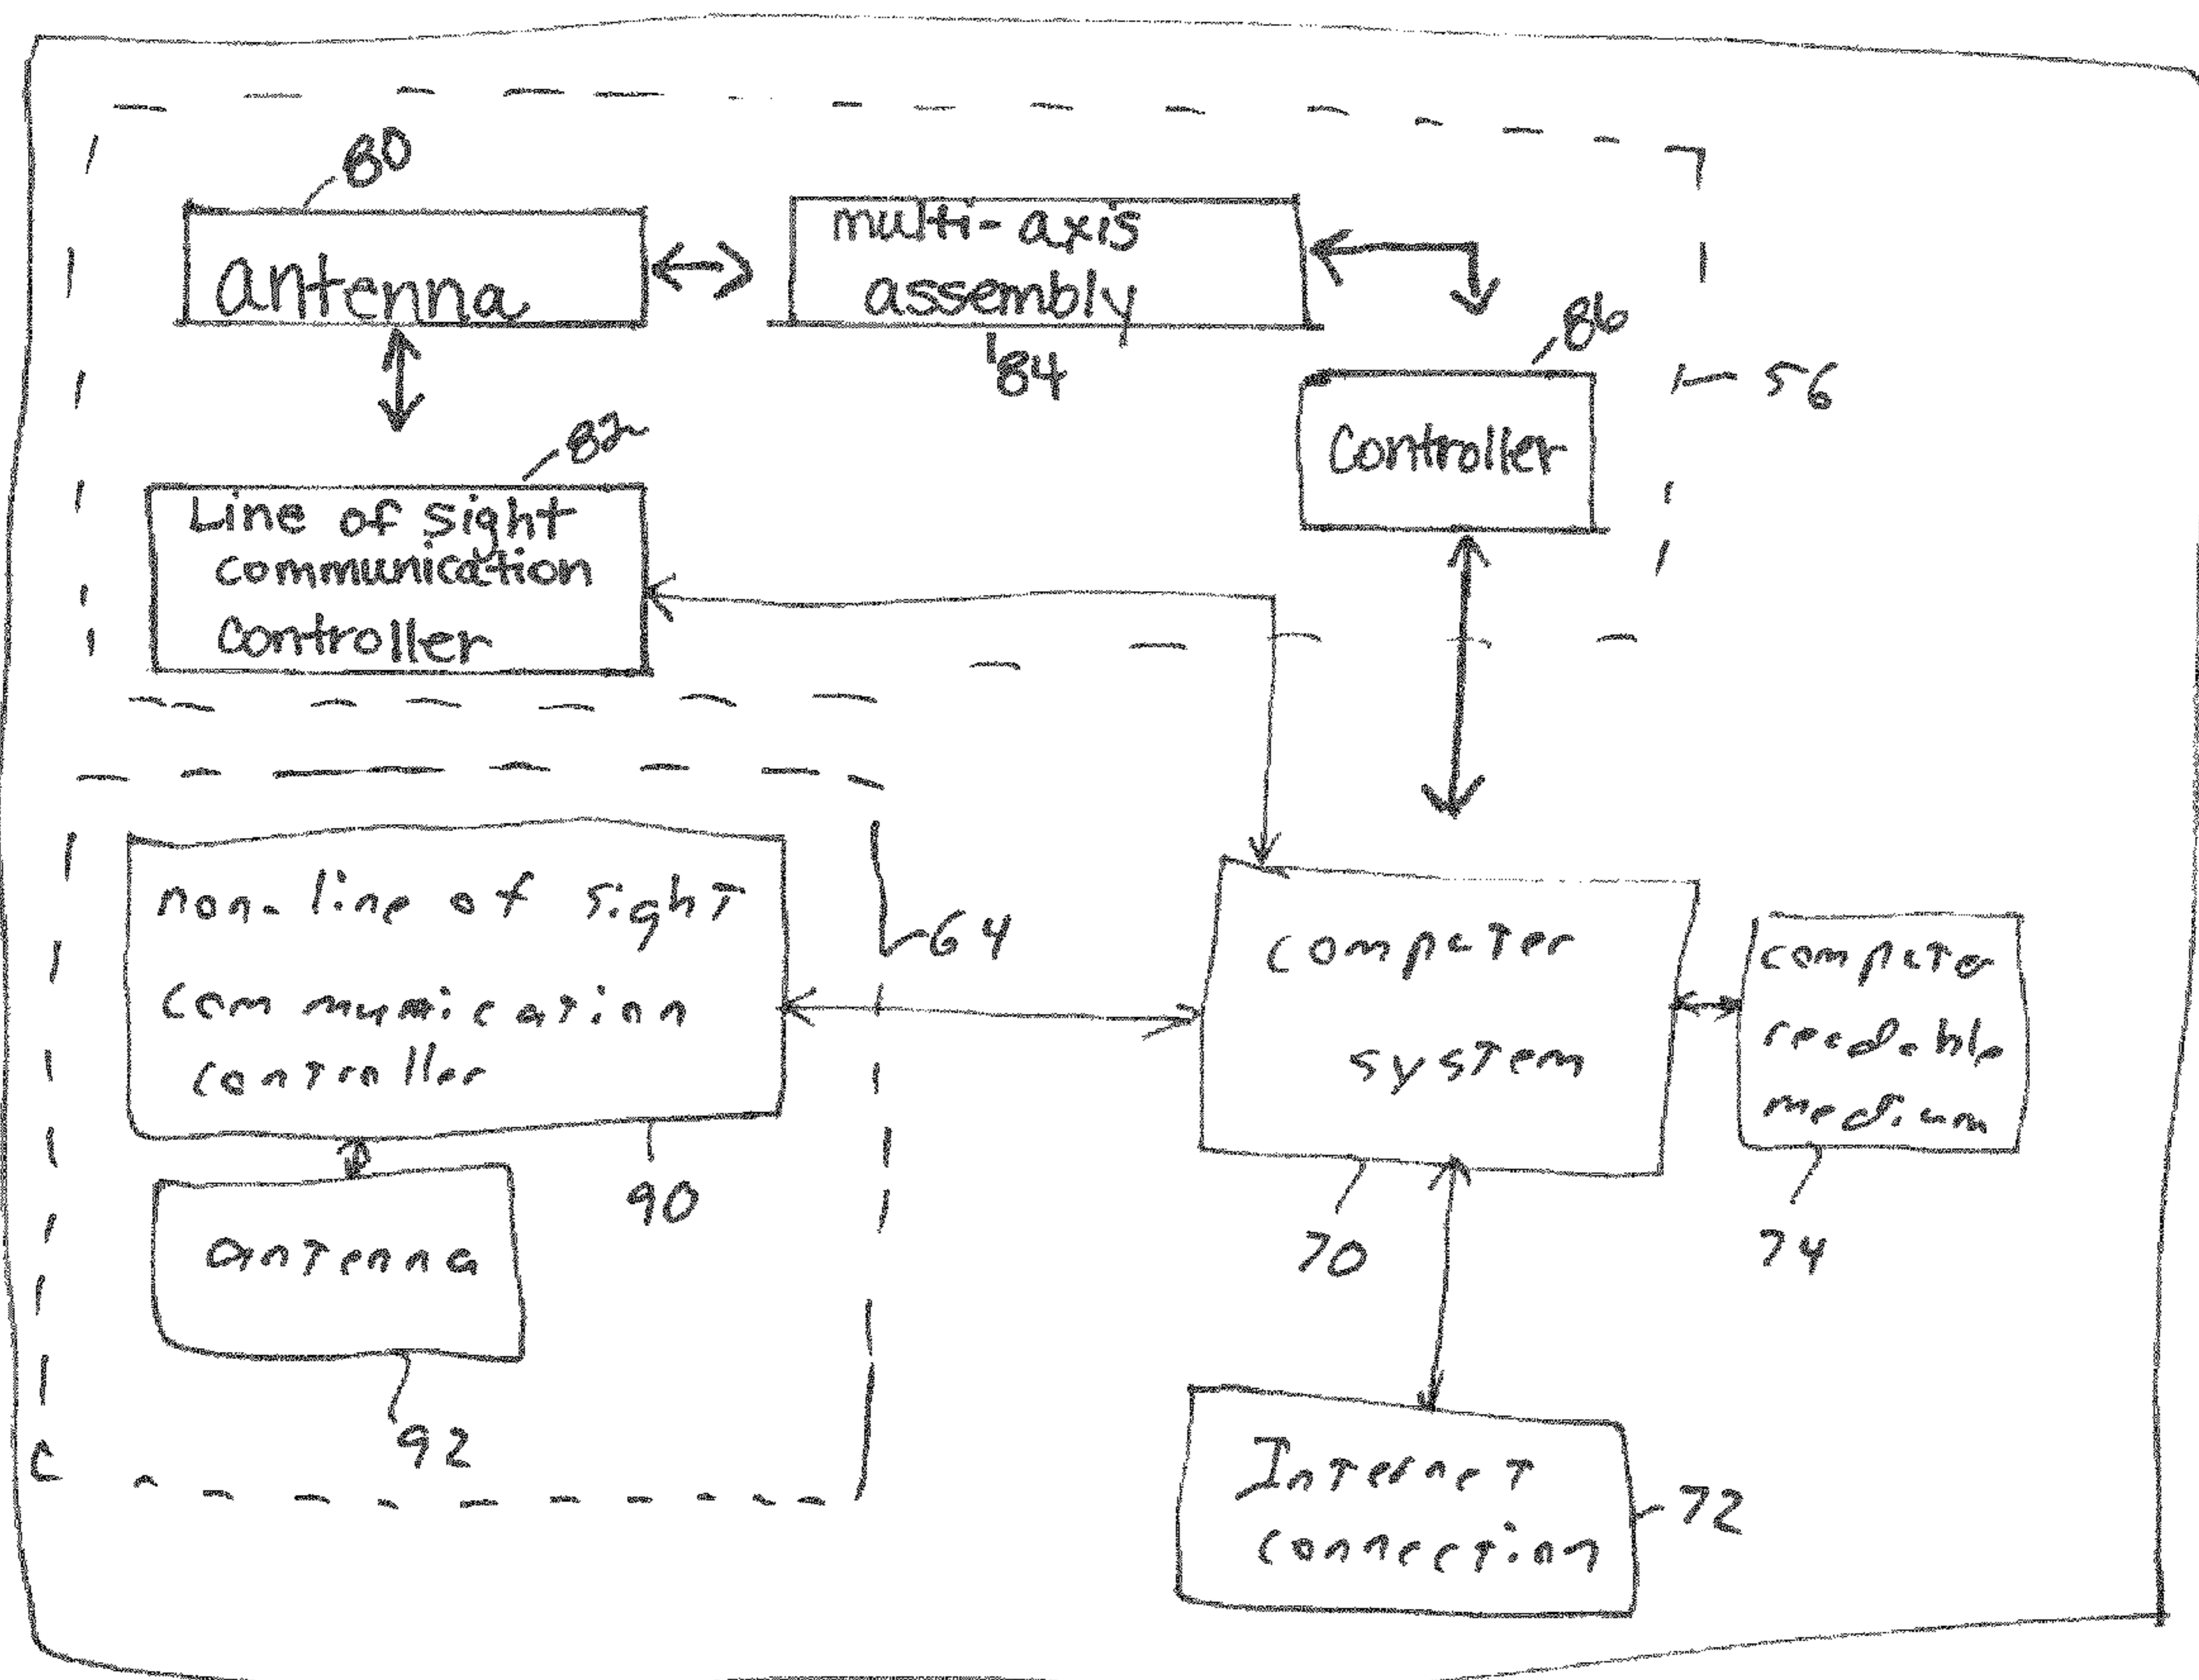 80
antenna
multi-axis
assembly
84
86
Controller
56
82
Line of sight
communication
controller
non-line of sight
communication
controller
64
90
antenna
92
computer
system
70
computer
readable
medium
74
Internet
connection
72